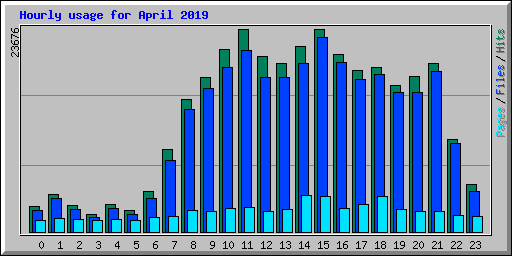 Hourly usage for April 2019
23676
Pages/Files/Hits
0 1 2 3 4 5 6 7 8 9 10 11 12 13 14 15 16 17 18 19 20 21 22 23